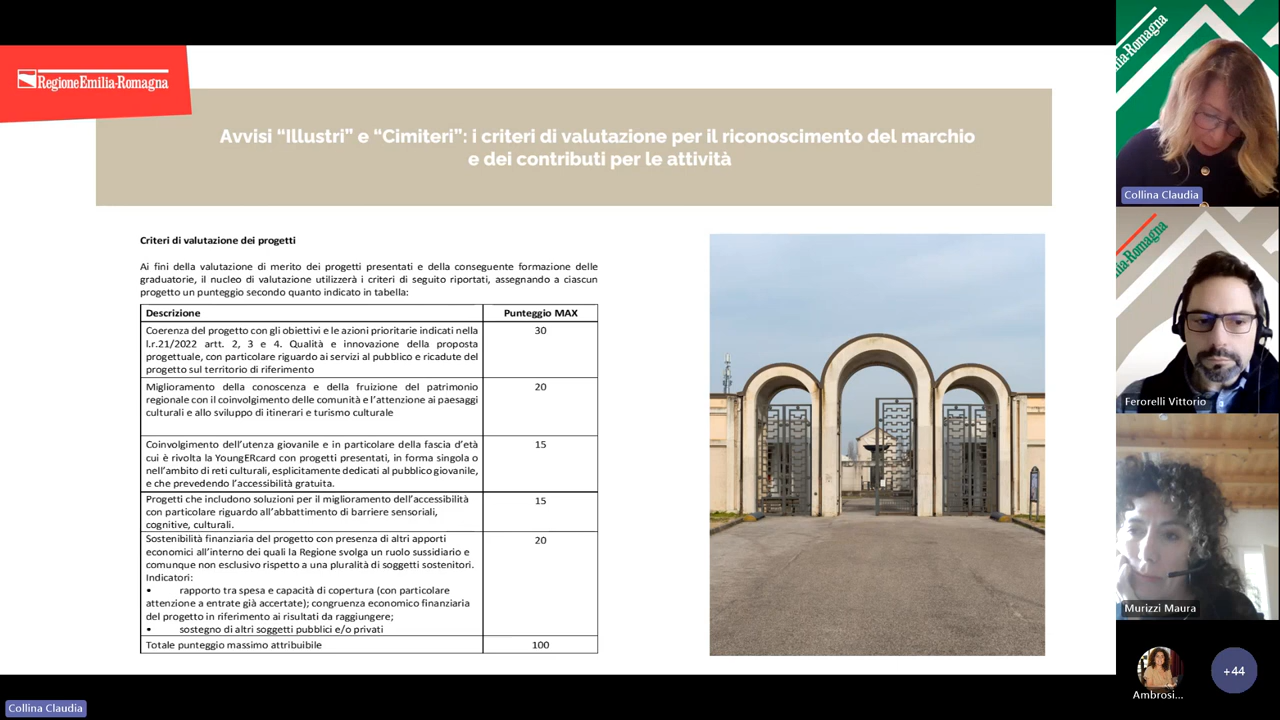 RegioneEmilia-Romagna
Avvisi “Illustri” e “Cimiteri”: i criteri di valutazione per il riconoscimento del marchio
e dei contributi per le attività
Criteri di valutazione dei progetti
Ai fini della valutazione di merito dei progetti presentati e della conseguente formazione delle
graduatorie, il nucleo di valutazione utilizzerà i criteri di seguito riportati, assegnando a ciascun
progetto un punteggio secondo quanto indicato in tabella:
Descrizione Punteggio MAX
Coerenza del progetto con gli obiettivi e le azioni prioritarie indicati nella 30
l.r.21/2022 artt. 2, 3 e 4. Qualità e innovazione della proposta
progettuale, con particolare riguardo ai servizi al pubblico e ricadute del
progetto sul territorio di riferimento
Miglioramento della conoscenza e della fruizione del patrimonio 20
regionale con il coinvolgimento delle comunità e l’attenzione ai paesaggi
culturali e allo sviluppo di itinerari e turismo culturale
Coinvolgimento dell’utenza giovanile e in particolare della fascia d’età 15
cui è rivolta la YoungERcard con progetti presentati, in forma singola o
nell’ambito di reti culturali, esplicitamente dedicati al pubblico giovanile,
e che prevedendo l’accessibilità gratuita.
Progetti che includono soluzioni per il miglioramento dell’accessibilità 15
con particolare riguardo all’abbattimento di barriere sensoriali,
cognitive, culturali.
Sostenibilità finanziaria del progetto con presenza di altri apporti 20
economici all’interno dei quali la Regione svolga un ruolo sussidiario e
comunque non esclusivo rispetto a una pluralità di soggetti sostenitori.
Indicatori:
• rapporto tra spesa e capacità di copertura (con particolare
attenzione a entrate già accertate); congruenza economico finanziaria
del progetto in riferimento ai risultati da raggiungere;
• sostegno di altri soggetti pubblici e/o privati
Totale punteggio massimo attribuibile 100
ilia-Romagna
Collina Claudia
ilia-Romagna
Ferorelli Vittorio
Murizzi Maura
Ambrosi...
+44
Collina Claudia